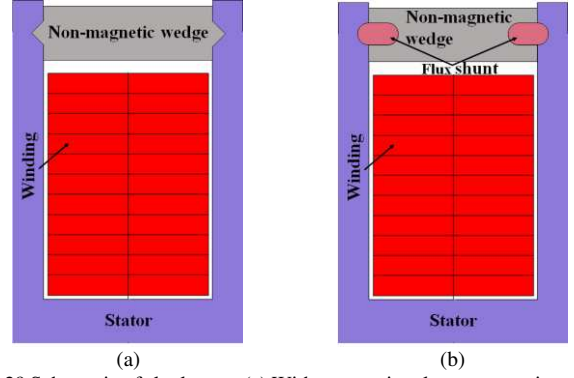 Non-magnetic wedge
Winding
Stator
(a)
Non-magnetic
wedge
Flux shunt
Winding
Stator
(b)